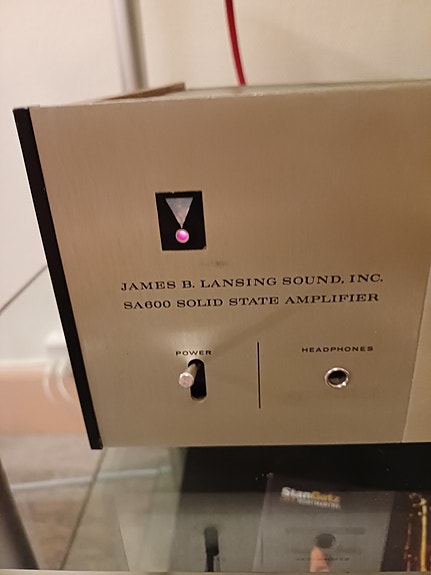 JAMES B. LANSING SOUND, INC.
SA600 SOLID STATE AMPLIFIER
POWER
HEADPHONES
StanGetz